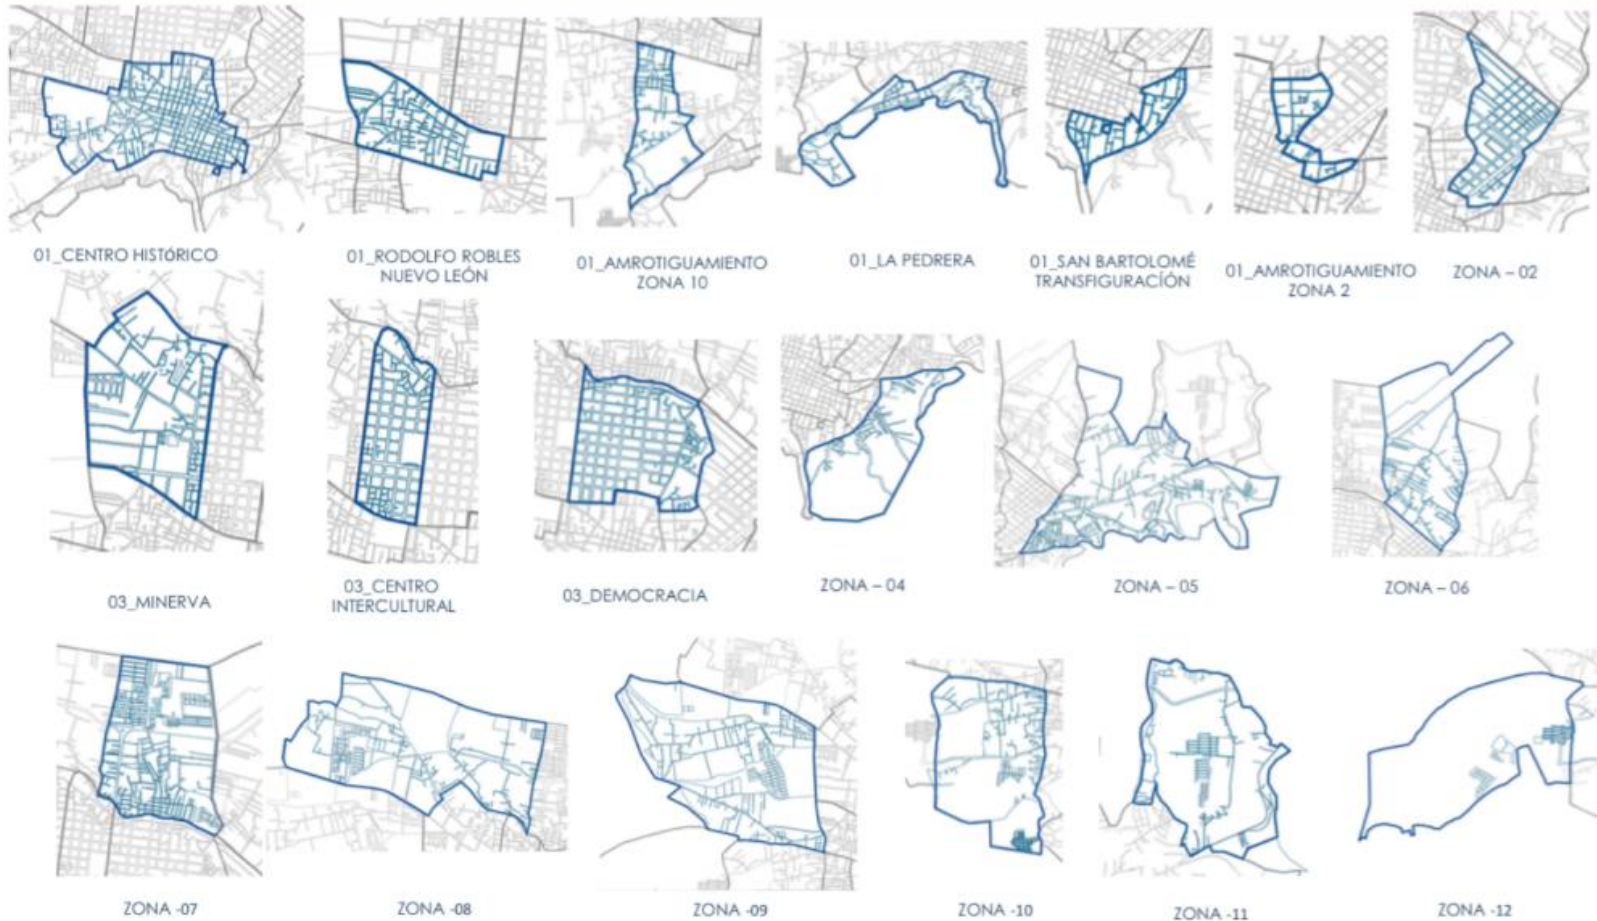 01_CENTRO HISTÓRICO
01_RODOLFO ROBLES
NUEVO LEÓN
01_AMROTIGUAMIENTO
ZONA 10
01_LA PEDRERA
01_SAN BARTOLOMÉ
TRANSFIGURACÍÓN
01_AMROTIGUAMIENTO
ZONA 2
ZONA – 02
03_MINERVA
03_CENTRO
INTERCULTURAL
03_DEMOCRACIA
ZONA – 04
ZONA – 05
ZONA – 06
ZONA -07
ZONA -08
ZONA -09
ZONA -10
ZONA -11
ZONA -12